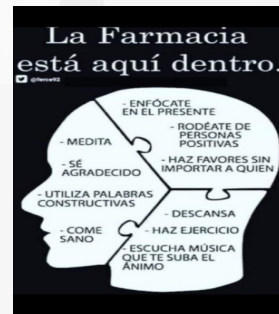 La Farmacia
está aquí dentro.
@fence92
- ENFÓCATE
EN EL PRESENTE
- RODÉATE DE
PERSONAS
POSITIVAS
- MEDITA
- HAZ FAVORES SIN
IMPORTAR A QUIEN
- SÉ
AGRADECIDO
- UTILIZA PALABRAS
CONSTRUCTIVAS
- DESCANSA
- COME
SANO
- HAZ EJERCICIO
- ESCUCHA MÚSICA
QUE TE SUBA EL
ÁNIMO